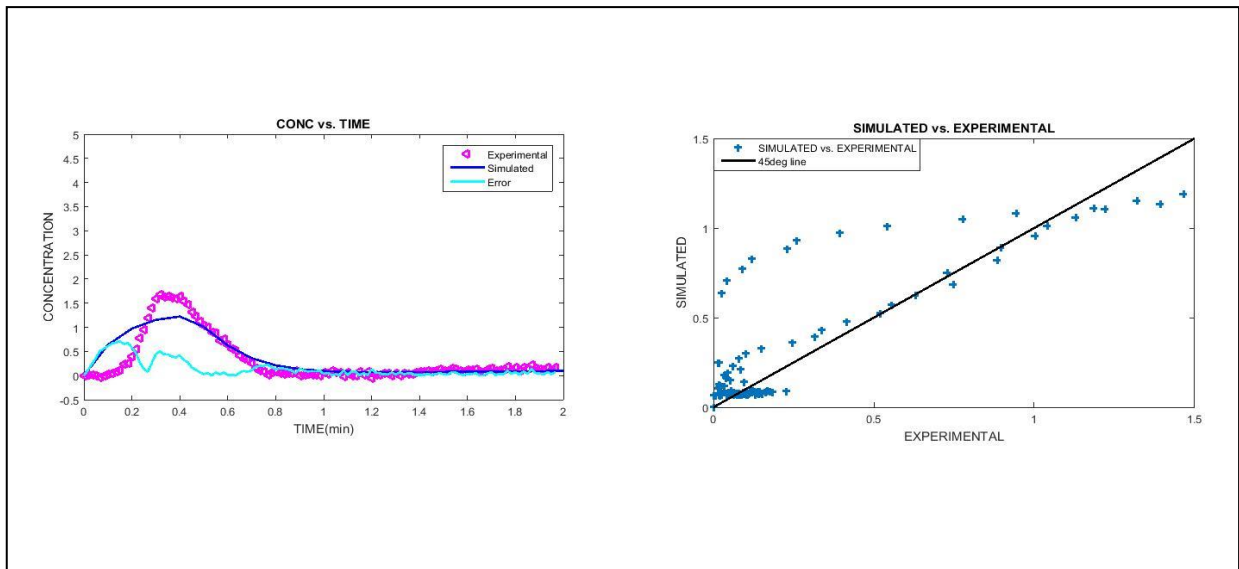 CONC vs. TIME
5
4.5
4
3.5
3
2.5
2
1.5
1
0.5
0
-0.5
CONCENTRATION
Experimental
Simulated
Error
0 0.2 0.4 0.6 0.8 1 1.2 1.4 1.6 1.8 2
TIME(min)
SIMULATED vs. EXPERIMENTAL
1.5
1
0.5
0
SIMULATED
SIMULATED vs. EXPERIMENTAL
45deg line
0 0.5 1 1.5
EXPERIMENTAL